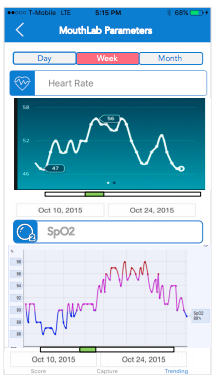 T-Mobile LTE 5:15 PM 68%
MouthLab Parameters
Day Week Month
Heart Rate
58
56
52
47
46
Oct 10, 2015 Oct 24, 2015
SpO2
%
98
96
94
92
90
88
86
SpO2
88%
Oct 10, 2015 Oct 24, 2015
Score Capture Trending